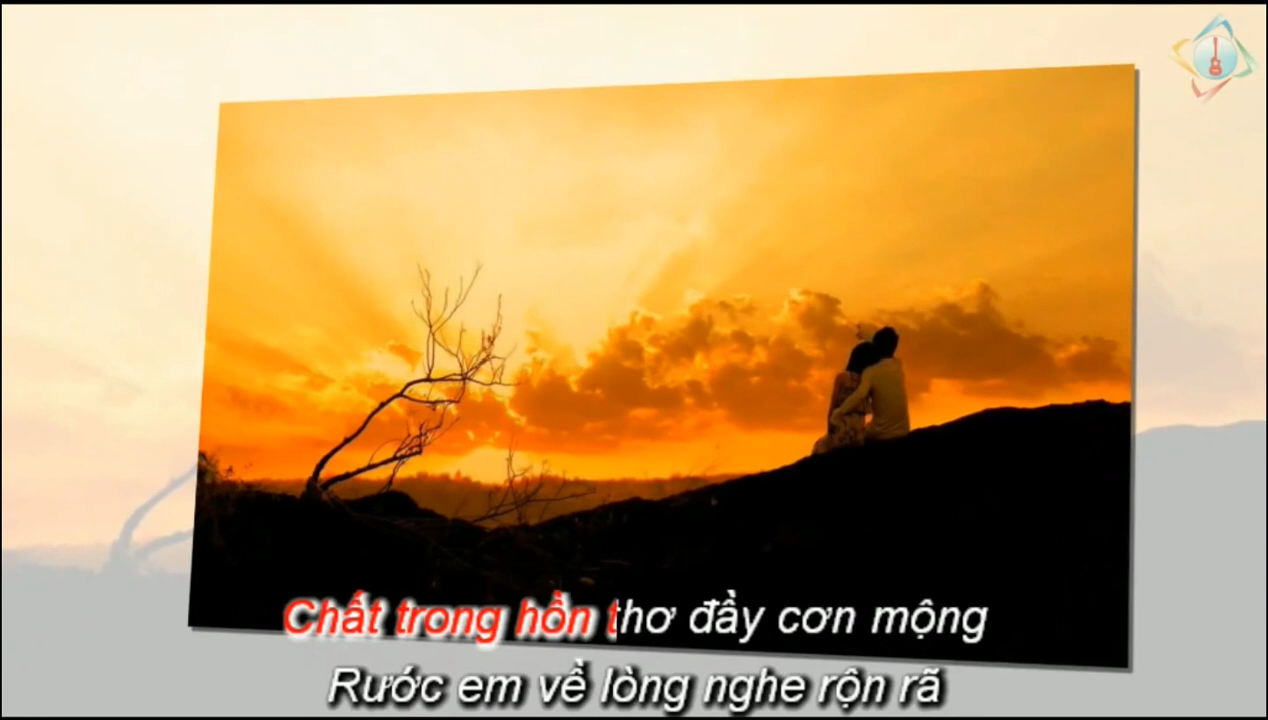 Chất trong hồn thơ đầy cơn mộng
Rước em về lòng nghe rộn rã